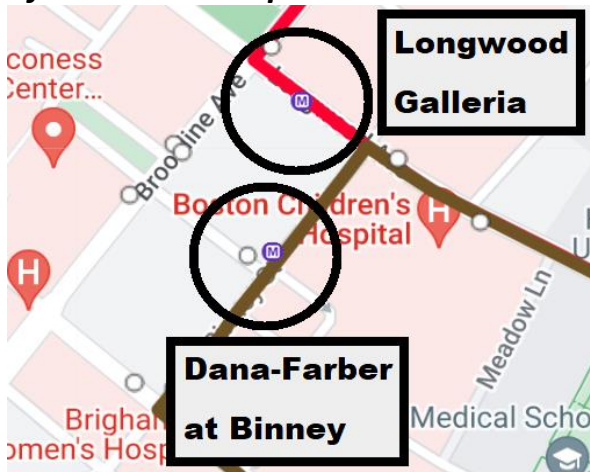 coness
Center...
Longwood
Galleria
M
Brookline Ave
Boston Children's
Hospital
H
M
H
Meadow Ln
Dana-Farber
at Binney
Brigham
omen's Hosp
Medical Scho
U